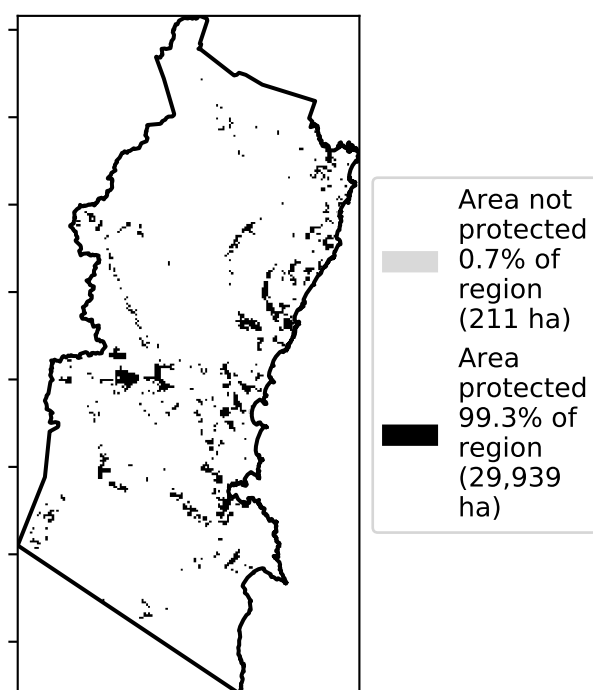 Area not
protected
0.7% of
region
(211 ha)
Area
protected
99.3% of
region
(29,939
ha)